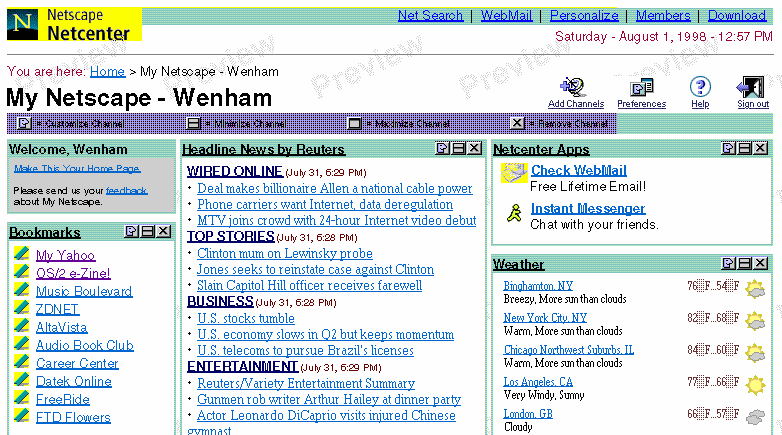 Netscape
Netcenter
Net Search | WebMail | Personalize | Members | Download
Saturday - August 1, 1998 - 12:57 PM
Preview Preview Preview Preview
You are here: Home > My Netscape - Wenham
My Netscape - Wenham
Add Channels Preferences Help Sign out
= Customize Channel = Minimize Channel = Maximize Channel = Remove Channel
Welcome, Wenham
Make This Your Home Page
Please send us your feedback
about My Netscape.
Bookmarks
My Yahoo
OS/2 e-Zine!
Music Boulevard
ZDNET
AltaVista
Audio Book Club
Career Center
Datek Online
FreeRide
FTD Flowers
Headline News by Reuters
WIRED ONLINE (July 31, 6:29 PM)
• Deal makes billionaire Allen a national cable power
• Phone carriers want Internet, data deregulation
• MTV joins crowd with 24-hour Internet video debut
TOP STORIES (July 31, 6:28 PM)
• Clinton mum on Lewinsky probe
• Jones seeks to reinstate case against Clinton
• Slain Capitol Hill officer receives farewell
BUSINESS (July 31, 6:28 PM)
• U.S. stocks tumble
• U.S. economy slows in Q2 but keeps momentum
• U.S. telecoms to pursue Brazil's licenses
ENTERTAINMENT (July 31, 6:29 PM)
• Reuters/Variety Entertainment Summary
• Gunmen rob writer Arthur Hailey at dinner party
• Actor Leonardo DiCaprio visits injured Chinese
gymnast
Netcenter Apps
Check WebMail
Free Lifetime Email!
Instant Messenger
Chat with your friends.
Weather
Binghamton, NY 76░F...54░F
Breezy, More sun than clouds
New York City, NY 82░F...68░F
Warm, More sun than clouds
Chicago Northwest Suburbs, IL 84░F...60░F
Warm, More sun than clouds
Los Angeles, CA 77░F...66░F
Very Windy, Sunny
London, GB 66░F...57░F
Cloudy